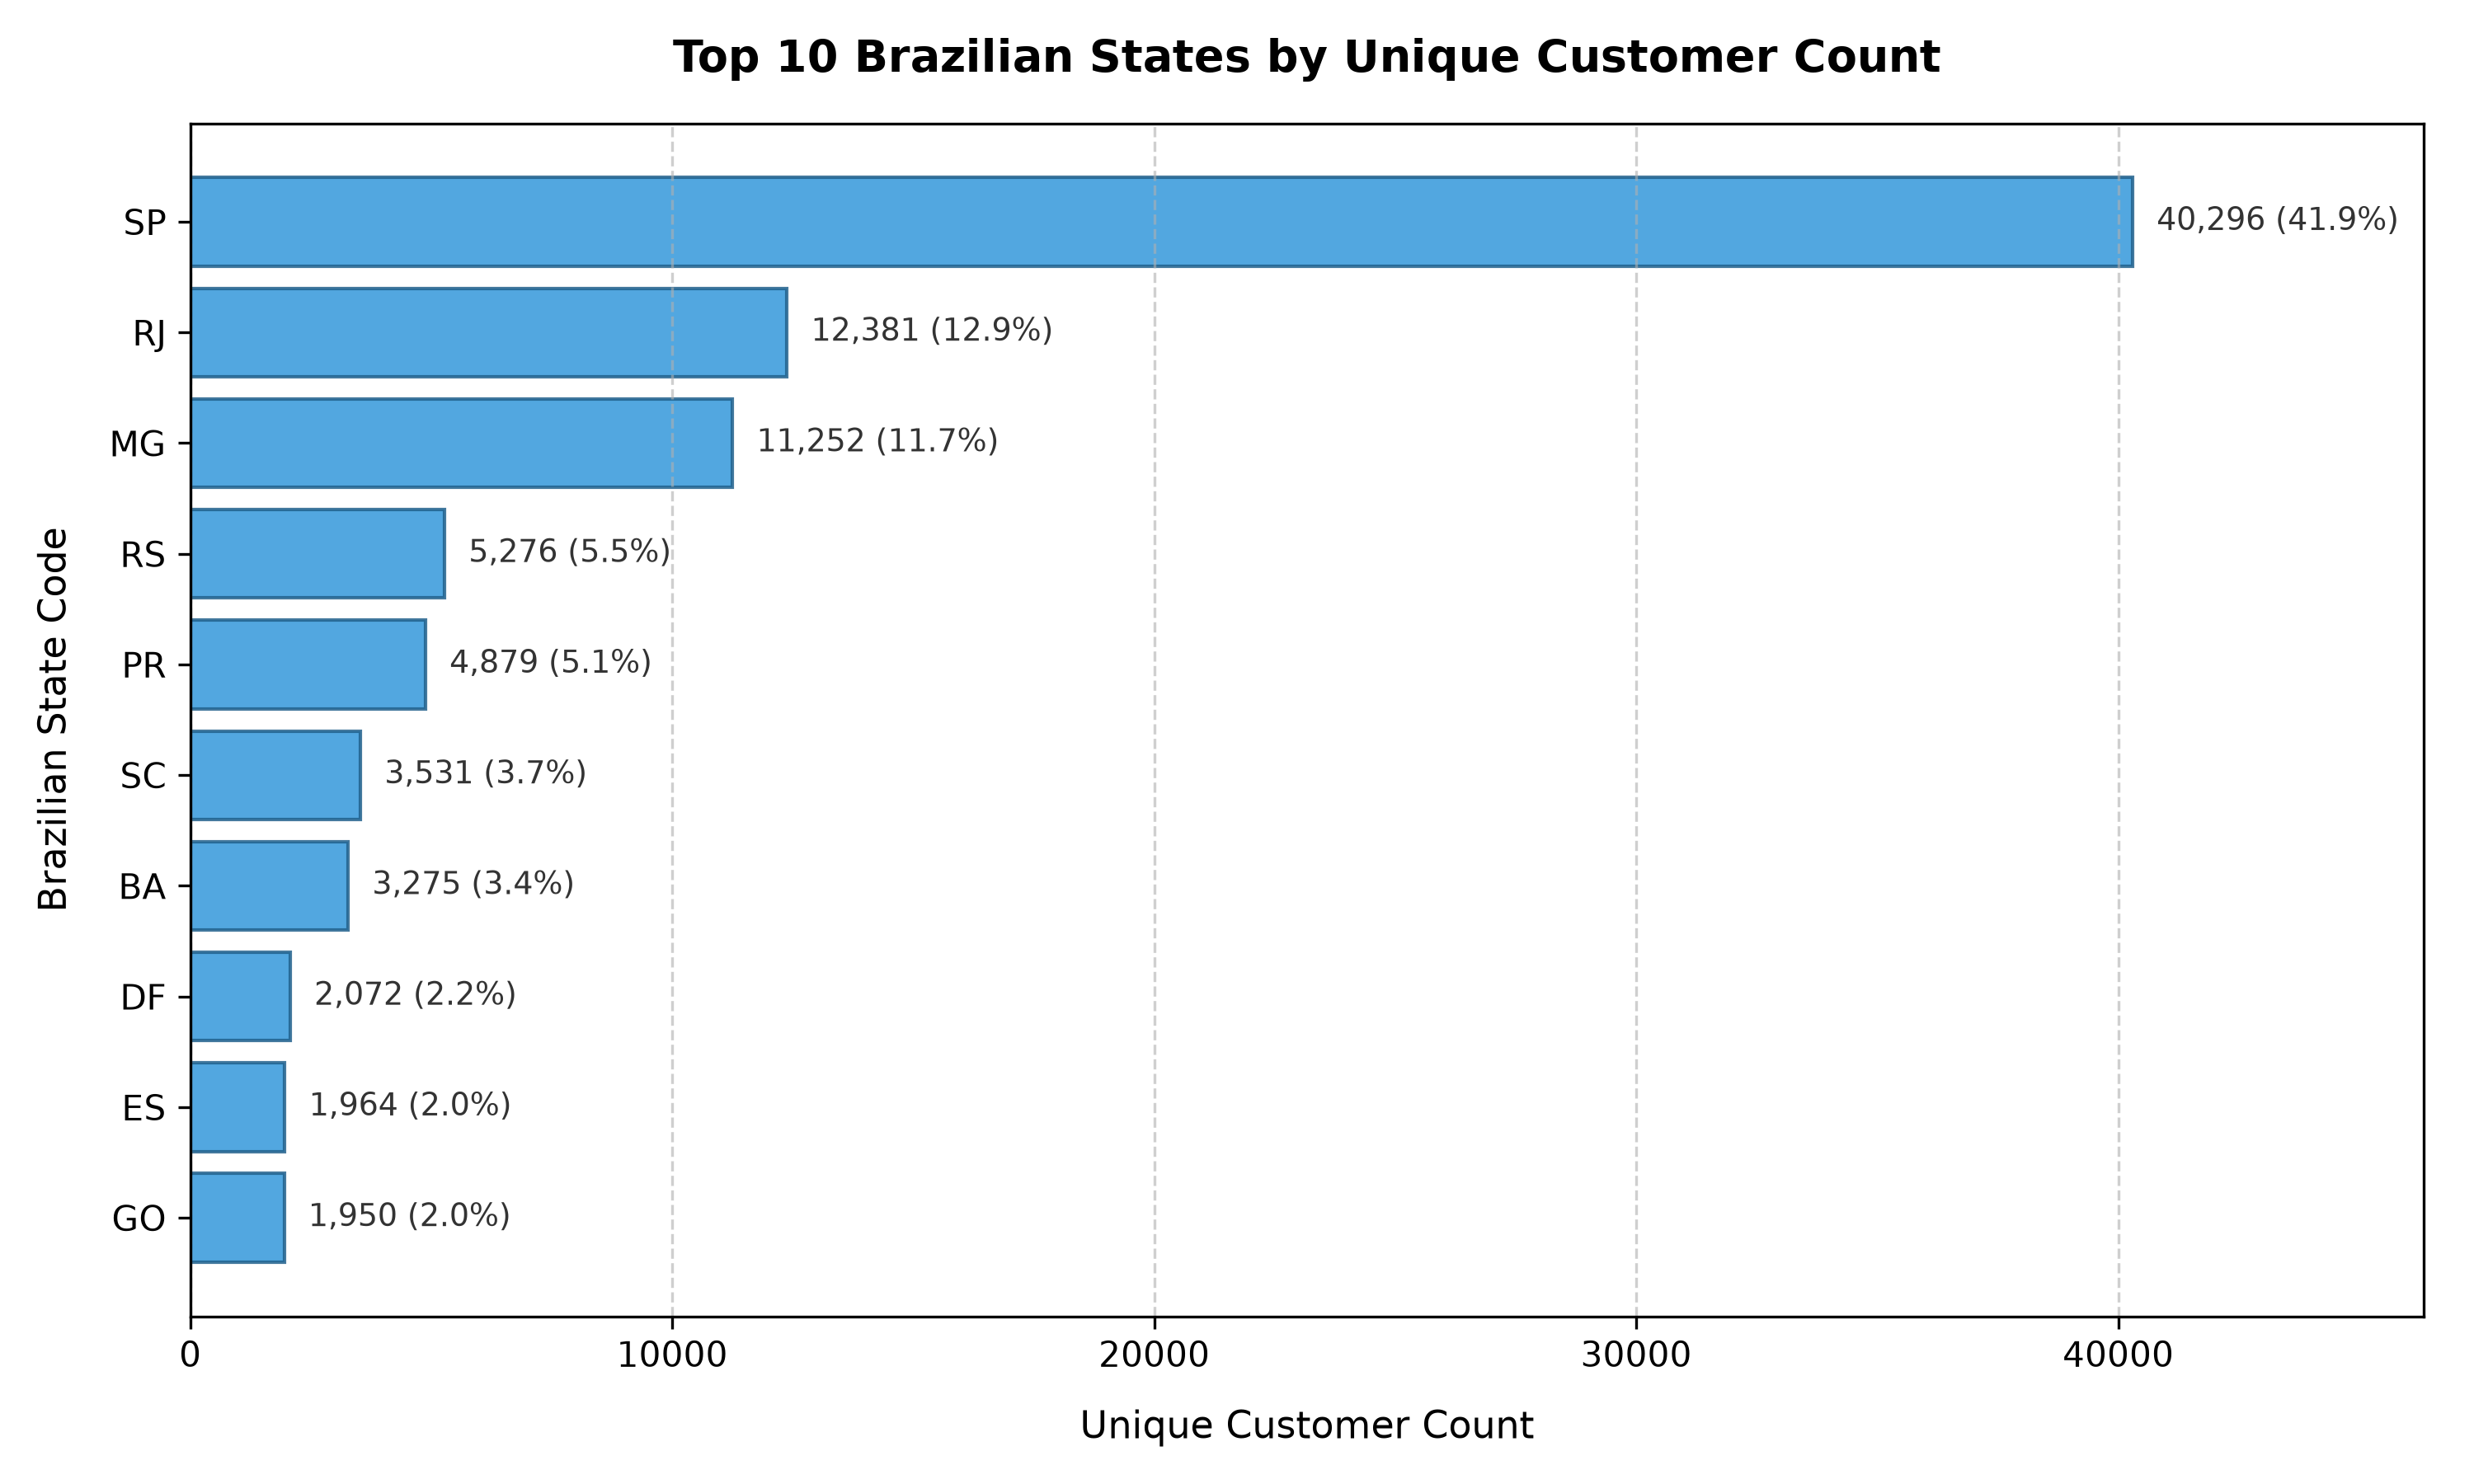 Top 10 Brazilian States by Unique Customer Count
Brazilian State Code
SP 40,296 (41.9%)
RJ 12,381 (12.9%)
MG 11,252 (11.7%)
RS 5,276 (5.5%)
PR 4,879 (5.1%)
SC 3,531 (3.7%)
BA 3,275 (3.4%)
DF 2,072 (2.2%)
ES 1,964 (2.0%)
GO 1,950 (2.0%)
0 10000 20000 30000 40000
Unique Customer Count